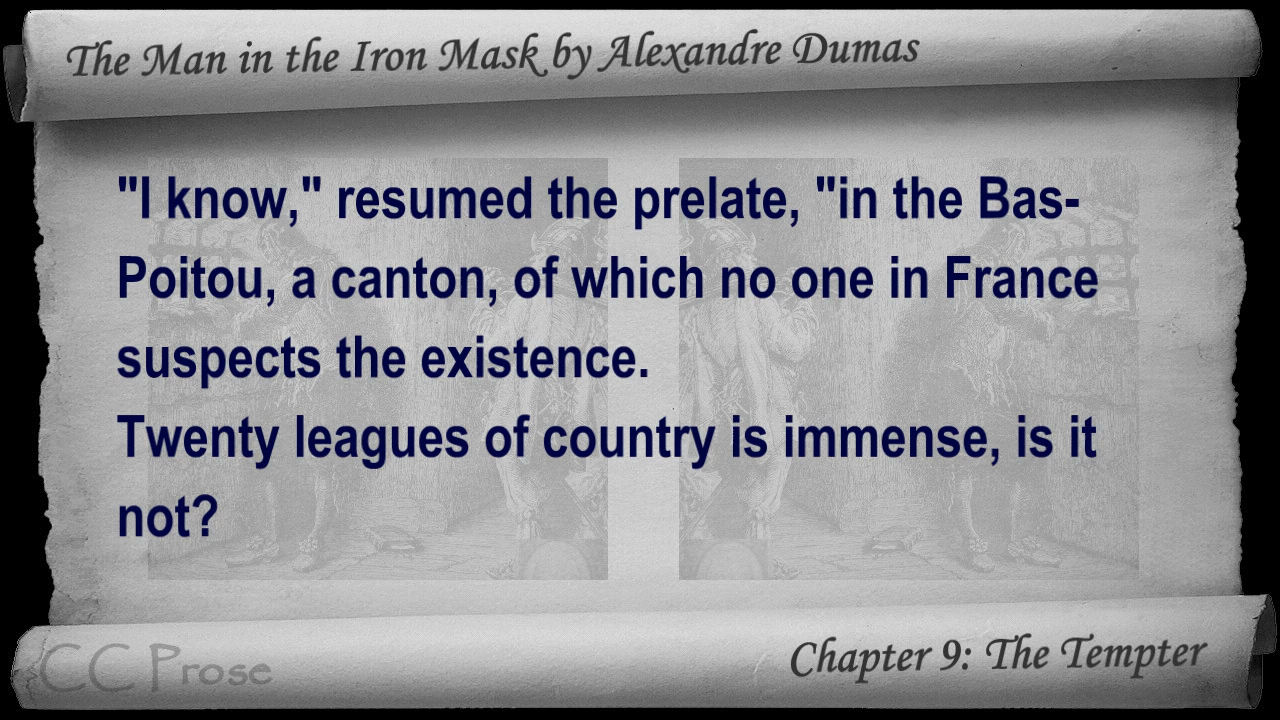 The Man in the Iron Mask by Alexandre Dumas
"I know," resumed the prelate, "in the Bas-
Poitou, a canton, of which no one in France
suspects the existence.
Twenty leagues of country is immense, is it
not?
CC Prose
Chapter 9: The Tempter